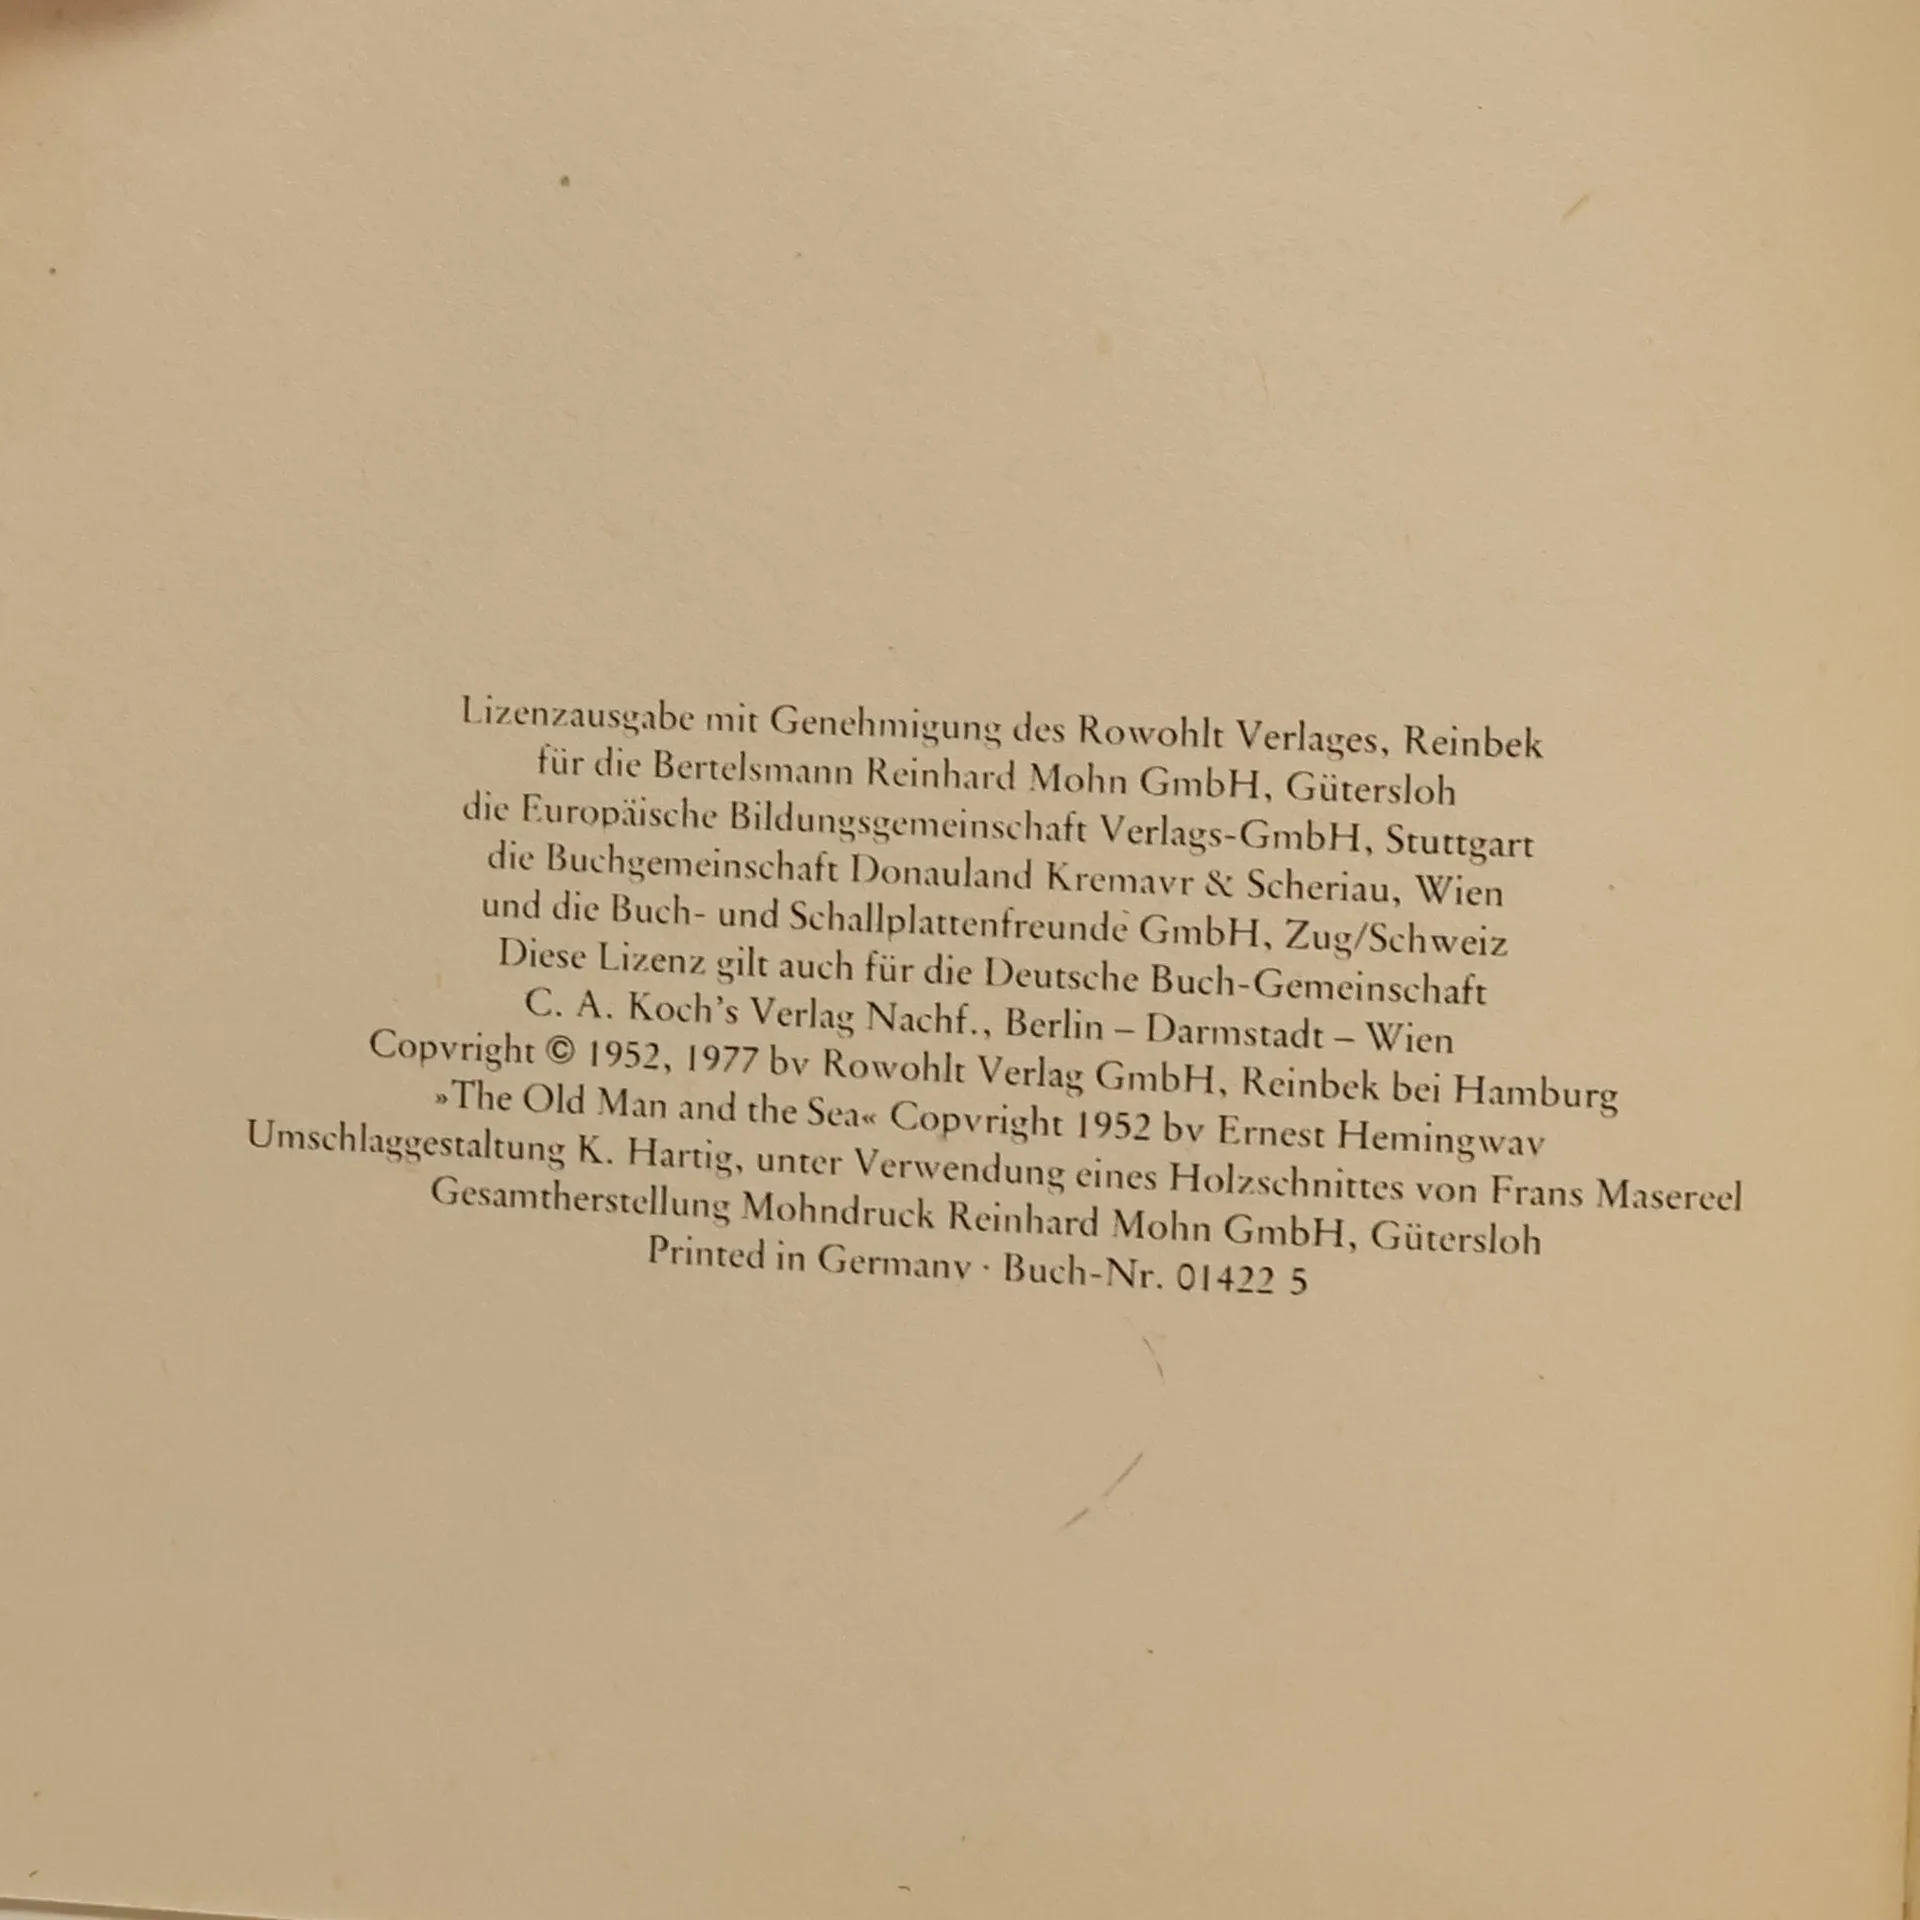 Lizenzausgabe mit Genehmigung des Rowohlt Verlages, Reinbek
für die Bertelsmann Reinhard Mohn GmbH, Gütersloh
die Europäische Bildungsgemeinschaft Verlags-GmbH, Stuttgart
die Buchgemeinschaft Donauland Kremayr & Scheriau, Wien
und die Buch- und Schallplattenfreunde GmbH, Zug/Schweiz
Diese Lizenz gilt auch für die Deutsche Buch-Gemeinschaft
C. A. Koch's Verlag Nachf., Berlin – Darmstadt – Wien
Copyright © 1952, 1977 by Rowohlt Verlag GmbH, Reinbek bei Hamburg
»The Old Man and the Sea« Copyright 1952 by Ernest Hemingway
Umschlaggestaltung K. Hartig, unter Verwendung eines Holzschnittes von Frans Masereel
Gesamtherstellung Mohndruck Reinhard Mohn GmbH, Gütersloh
Printed in Germany · Buch-Nr. 01422 5